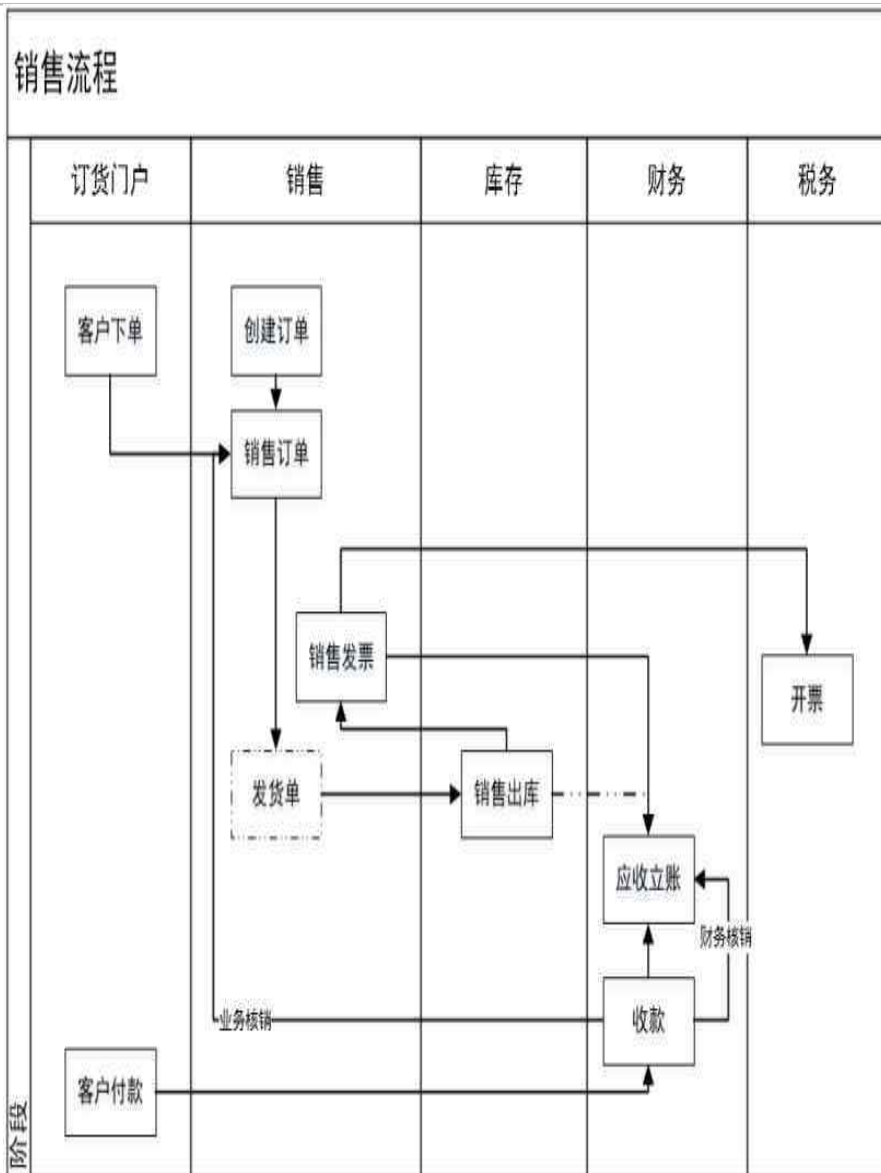 销售流程
订货门户
销售
库存
财务
税务
客户下单
创建订单
销售订单
销售发票
开票
发货单
销售出库
应收立账
财务核销
收款
业务核销
客户付款
阶段